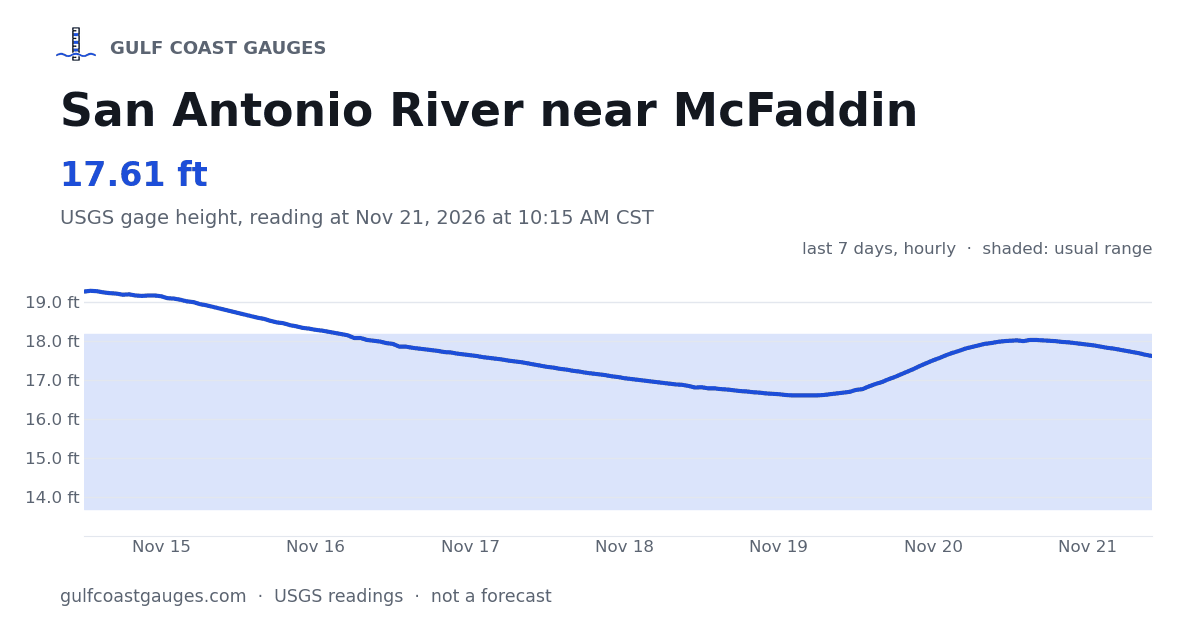 GULF COAST GAUGES
San Antonio River near McFaddin
17.61 ft
USGS gage height, reading at Nov 21, 2026 at 10:15 AM CST
last 7 days, hourly · shaded: usual range
19.0 ft
18.0 ft
17.0 ft
16.0 ft
15.0 ft
14.0 ft
Nov 15 Nov 16 Nov 17 Nov 18 Nov 19 Nov 20 Nov 21
gulfcoastgauges.com · USGS readings · not a forecast